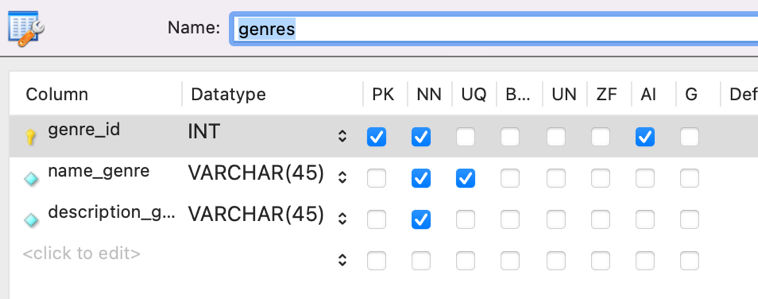 Name: genres
Column Datatype PK NN UQ B... UN ZF AI G Def
genre_id INT
name_genre VARCHAR(45)
description_g... VARCHAR(45)
<click to edit>